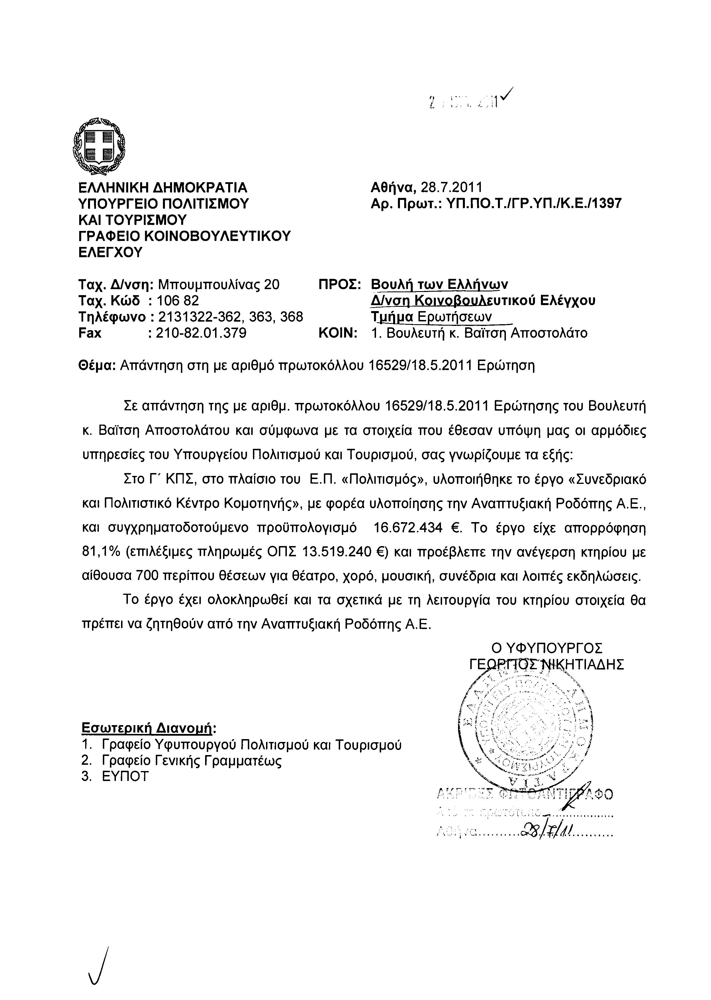 ΕΛΛΗΝΙΚΗ ΔΗΜΟΚΡΑΤΙΑ
ΥΠΟΥΡΓΕΙΟ ΠΟΛΙΤΙΣΜΟΥ
ΚΑΙ ΤΟΥΡΙΣΜΟΥ
ΓΡΑΦΕΙΟ ΚΟΙΝΟΒΟΥΛΕΥΤΙΚΟΥ
ΕΛΕΓΧΟΥ
Αθήνα, 28.7.2011
Αρ. Πρωτ.: ΥΠ.ΠΟ.Τ./ΓΡ.ΥΠ./Κ.Ε./1397
Ταχ. Δ/νση: Μπουμπουλίνας 20
Ταχ. Κώδ : 106 82
Τηλέφωνο : 2131322-362, 363, 368
Fax : 210-82.01.379
ΠΡΟΣ: Βουλή των Ελλήνων
Δ/νση Κοινοβουλευτικού Ελέγχου
Τμήμα Ερωτήσεων
ΚΟΙΝ: 1. Βουλευτή κ. Βαϊτση Αποστολάτο
Θέμα: Απάντηση στη με αριθμό πρωτοκόλλου 16529/18.5.2011 Ερώτηση
Σε απάντηση της με αριθμ. πρωτοκόλλου 16529/18.5.2011 Ερώτησης του Βουλευτή
κ. Βαϊτση Αποστολάτου και σύμφωνα με τα στοιχεία που έθεσαν υπόψη μας οι αρμόδιες
υπηρεσίες του Υπουργείου Πολιτισμού και Τουρισμού, σας γνωρίζουμε τα εξής:
Στο Γ΄ ΚΠΣ, στο πλαίσιο του Ε.Π. «Πολιτισμός», υλοποιήθηκε το έργο «Συνεδριακό
και Πολιτιστικό Κέντρο Κομοτηνής», με φορέα υλοποίησης την Αναπτυξιακή Ροδόπης Α.Ε.,
και συγχρηματοδοτούμενο προϋπολογισμό 16.672.434 €. Το έργο είχε απορρόφηση
81,1% (επιλέξιμες πληρωμές ΟΠΣ 13.519.240 €) και προέβλεπε την ανέγερση κτηρίου με
αίθουσα 700 περίπου θέσεων για θέατρο, χορό, μουσική, συνέδρια και λοιπές εκδηλώσεις.
Το έργο έχει ολοκληρωθεί και τα σχετικά με τη λειτουργία του κτηρίου στοιχεία θα
πρέπει να ζητηθούν από την Αναπτυξιακή Ροδόπης Α.Ε.
Ο ΥΦΥΠΟΥΡΓΟΣ
ΓΕΩΡΓΙΟΣ ΝΙΚΗΤΙΑΔΗΣ
ΕΛΛΗΝΙΚΗ ΔΗΜΟΚΡΑΤΙΑ
ΥΠΟΥΡΓΕΙΟ ΠΟΛΙΤΙΣΜΟΥ ΚΑΙ ΤΟΥΡΙΣΜΟΥ
Εσωτερική Διανομή:
1. Γραφείο Υφυπουργού Πολιτισμού και Τουρισμού
2. Γραφείο Γενικής Γραμματέως
3. ΕΥΠΟΤ
ΑΚΡΙΒΕΣ ΦΩΤΟΑΝΤΙΓΡΑΦΟ
Από το πρωτότυπο
Αθήνα..........28/7/11..............